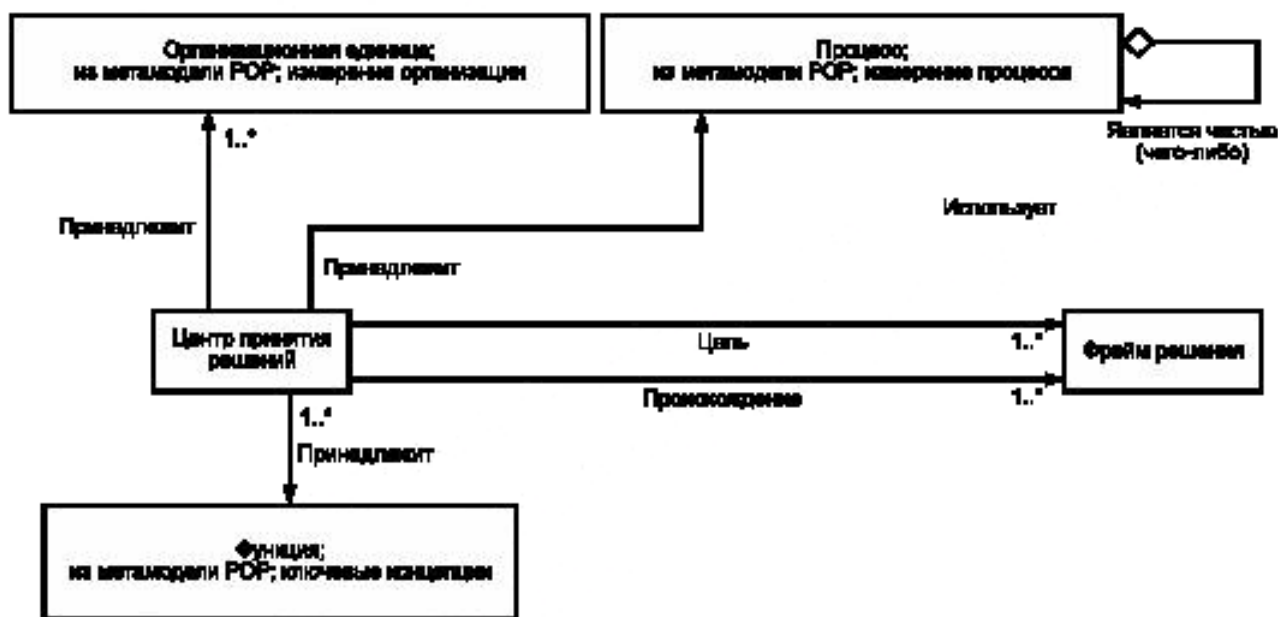 Организационная единица;
из метамодели POP; измерение организации
Процесс;
из метамодели POP; измерение процесса
1..*
Является частью
(чего-либо)
Использует
Принадлежит
Принадлежит
Центр принятия
решений
Цель
1..*
Фрейм решения
Происхождение
1..*
1..*
Принадлежит
Функция;
из метамодели POP; ключевые концепции